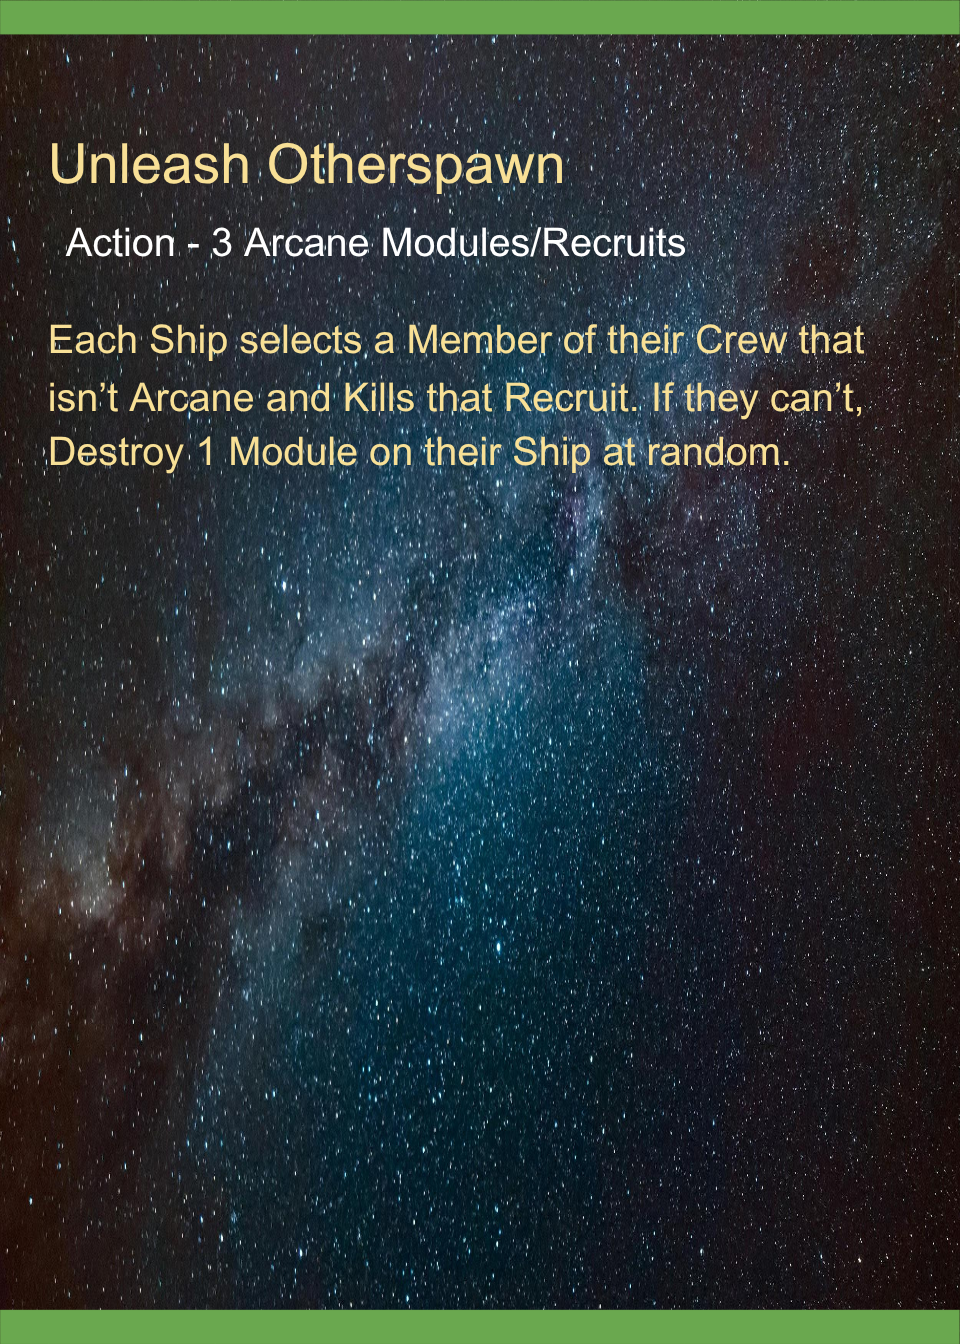 Unleash Otherspawn
Action - 3 Arcane Modules/Recruits
Each Ship selects a Member of their Crew that
isn’t Arcane and Kills that Recruit. If they can’t,
Destroy 1 Module on their Ship at random.